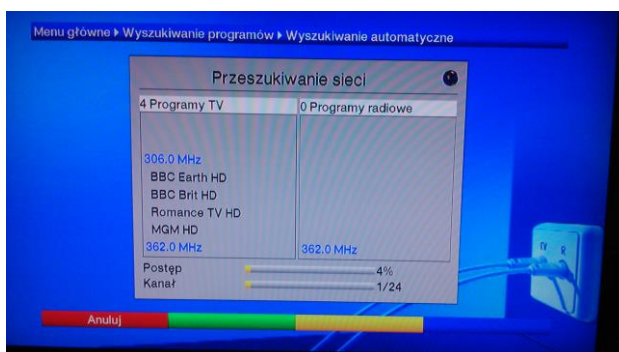 Menu główne ▸ Wyszukiwanie programów ▸ Wyszukiwanie automatyczne
Przeszukiwanie sieci
4 Programy TV
0 Programy radiowe
306.0 MHz
BBC Earth HD
BBC Brit HD
Romance TV HD
MGM HD
362.0 MHz
362.0 MHz
Postęp 4%
Kanał 1/24
TV R
Anuluj